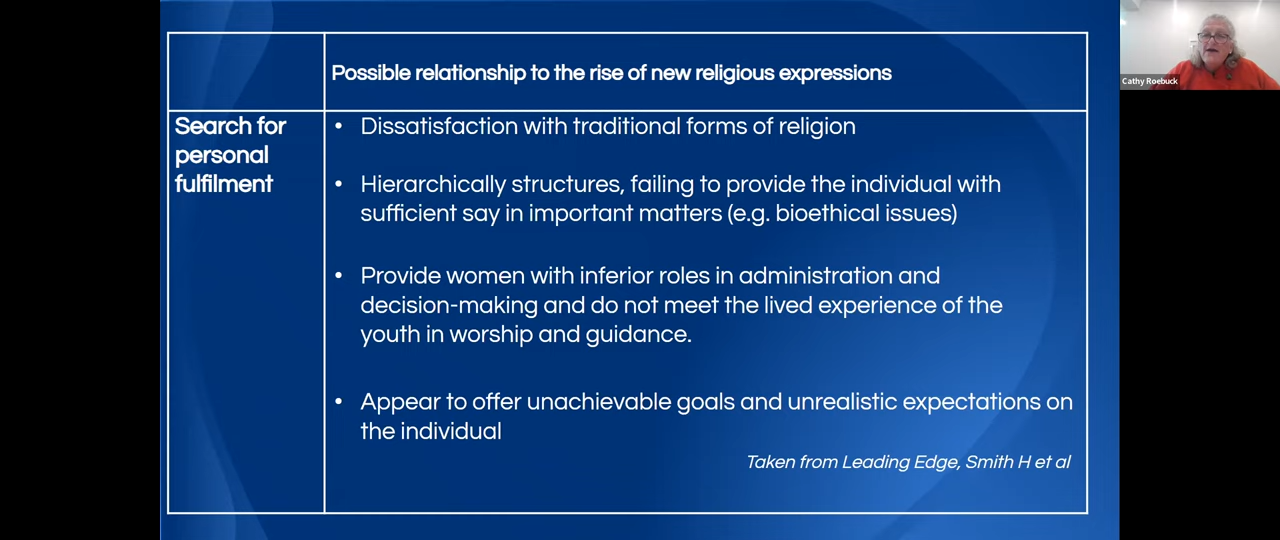 Possible relationship to the rise of new religious expressions
Search for
personal
fulfilment
• Dissatisfaction with traditional forms of religion
• Hierarchically structures, failing to provide the individual with
sufficient say in important matters (e.g. bioethical issues)
• Provide women with inferior roles in administration and
decision-making and do not meet the lived experience of the
youth in worship and guidance.
• Appear to offer unachievable goals and unrealistic expectations on
the individual
Taken from Leading Edge, Smith H et al
Cathy Roebuck